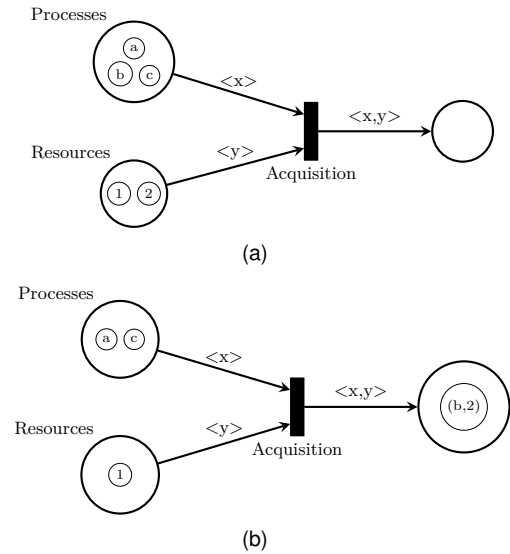 Processes
a
b c
<x>
<x,y>
Resources
<y>
1 2
Acquisition
(a)
Processes
a c
<x>
<x,y>
(b,2)
Resources
<y>
1
Acquisition
(b)